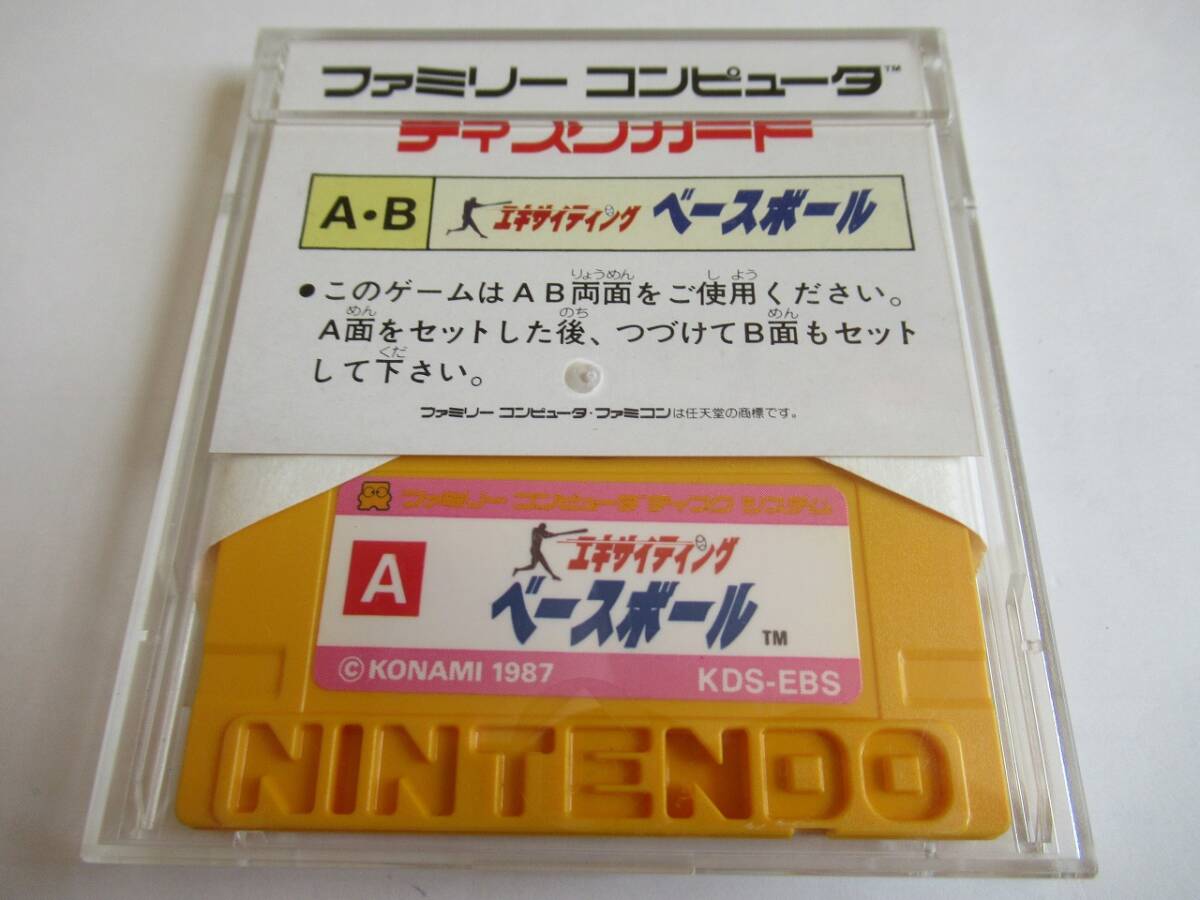 ファミリー コンピュータ™
ディスクカード
A・B エキサイティング ベースボール
●このゲームはAB両面をご使用ください。
りょうめん しよう
A面をセットした後、つづけてB面もセット
めん のち めん
して下さい。
くだ
ファミリー コンピュータ・ファミコンは任天堂の商標です。
ファミリー コンピュータ ディスク システム
A エキサイティング
ベースボール ™
© KONAMI 1987 KDS-EBS
NINTENDO